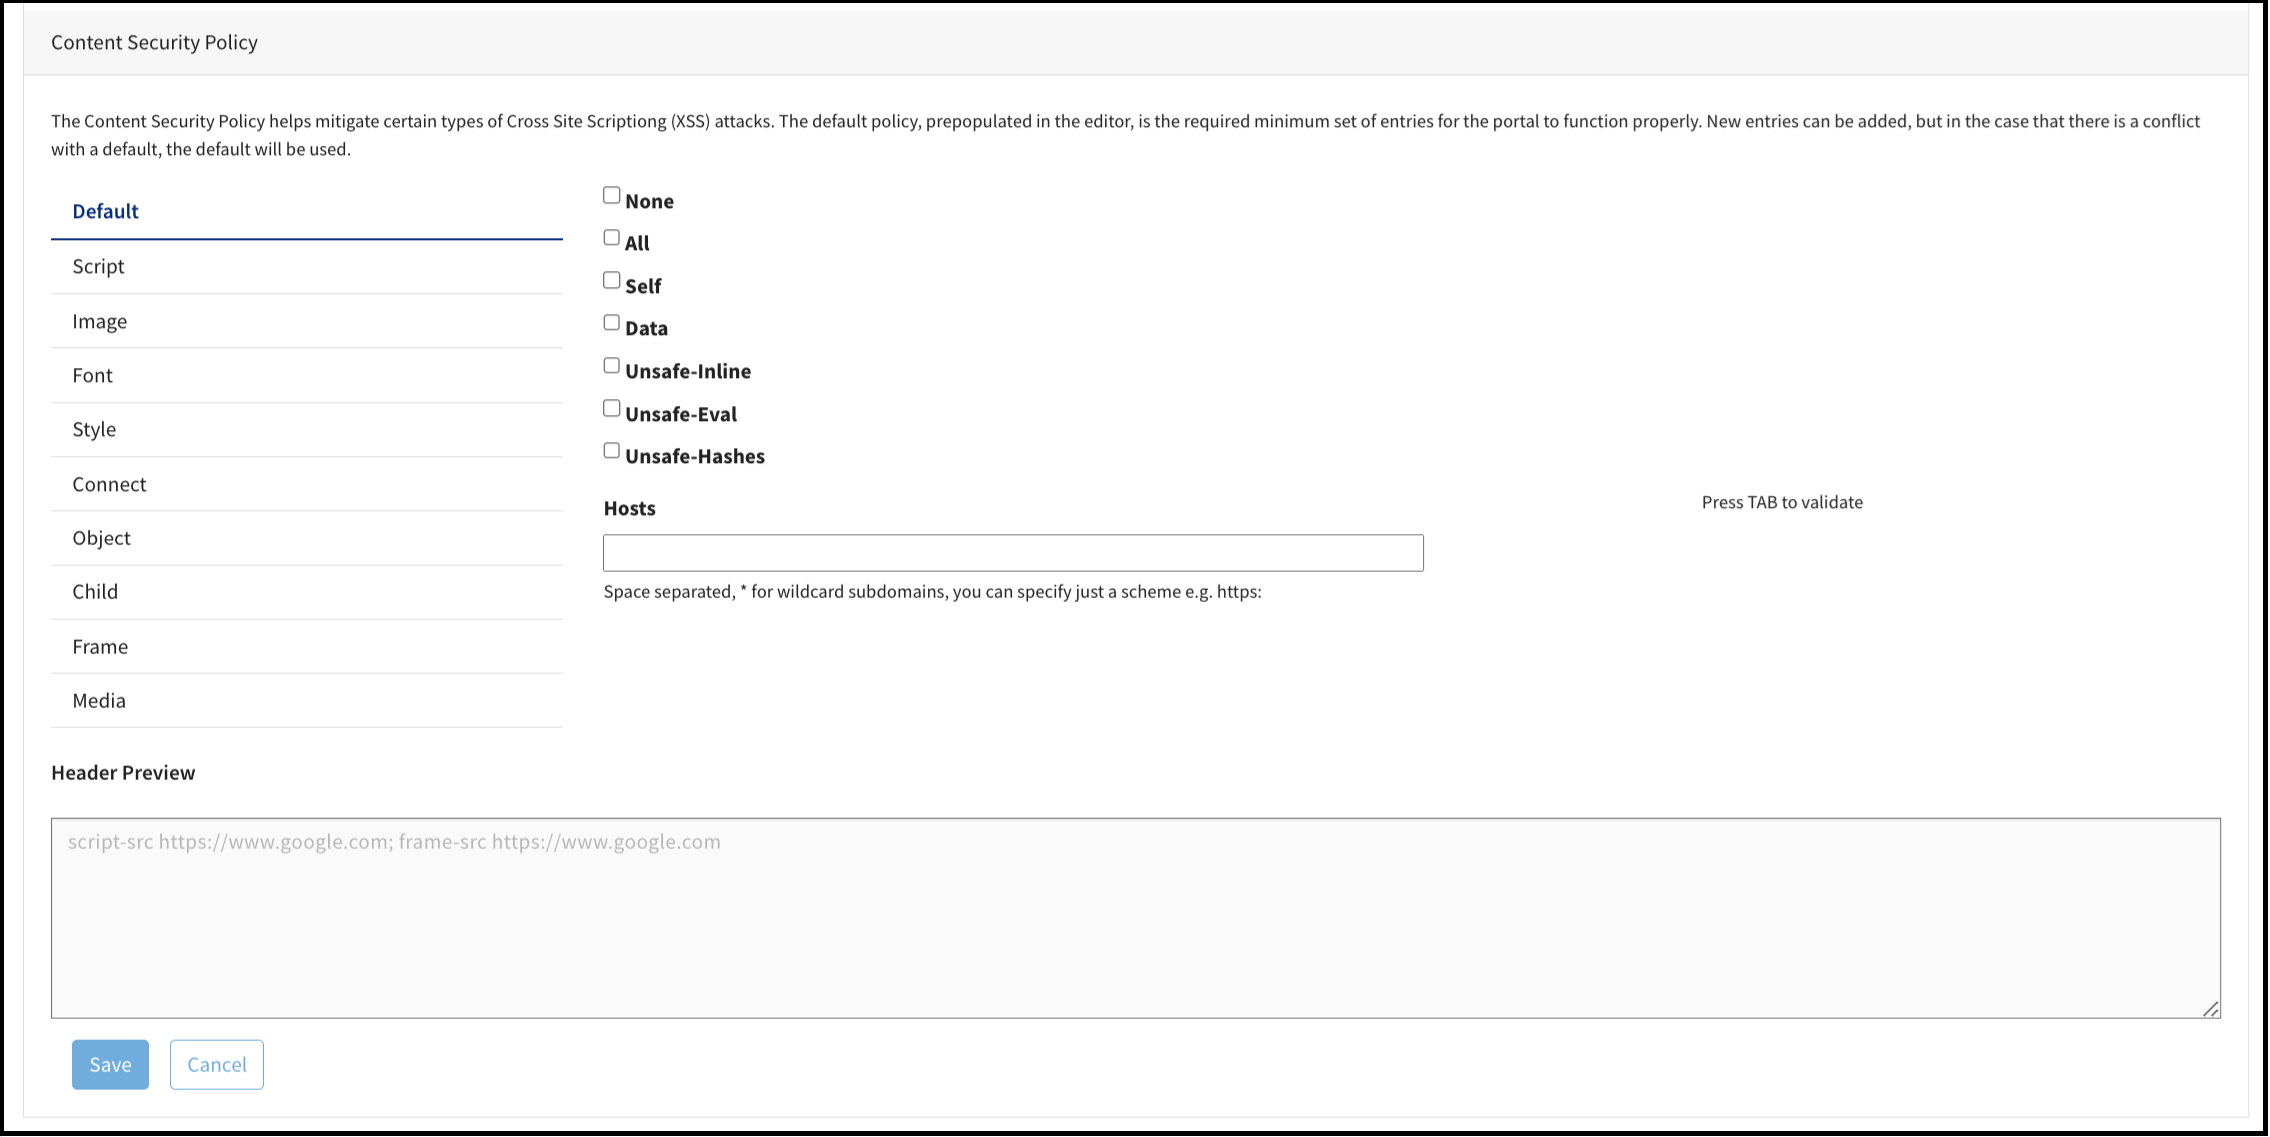 Content Security Policy
The Content Security Policy helps mitigate certain types of Cross Site Scriptiong (XSS) attacks. The default policy, prepopulated in the editor, is the required minimum set of entries for the portal to function properly. New entries can be added, but in the case that there is a conflict
with a default, the default will be used.
Default
Script
Image
Font
Style
Connect
Object
Child
Frame
Media
None
All
Self
Data
Unsafe-Inline
Unsafe-Eval
Unsafe-Hashes
Hosts
Press TAB to validate
Space separated, * for wildcard subdomains, you can specify just a scheme e.g. https:
Header Preview
script-src https://www.google.com; frame-src https://www.google.com
Save
Cancel